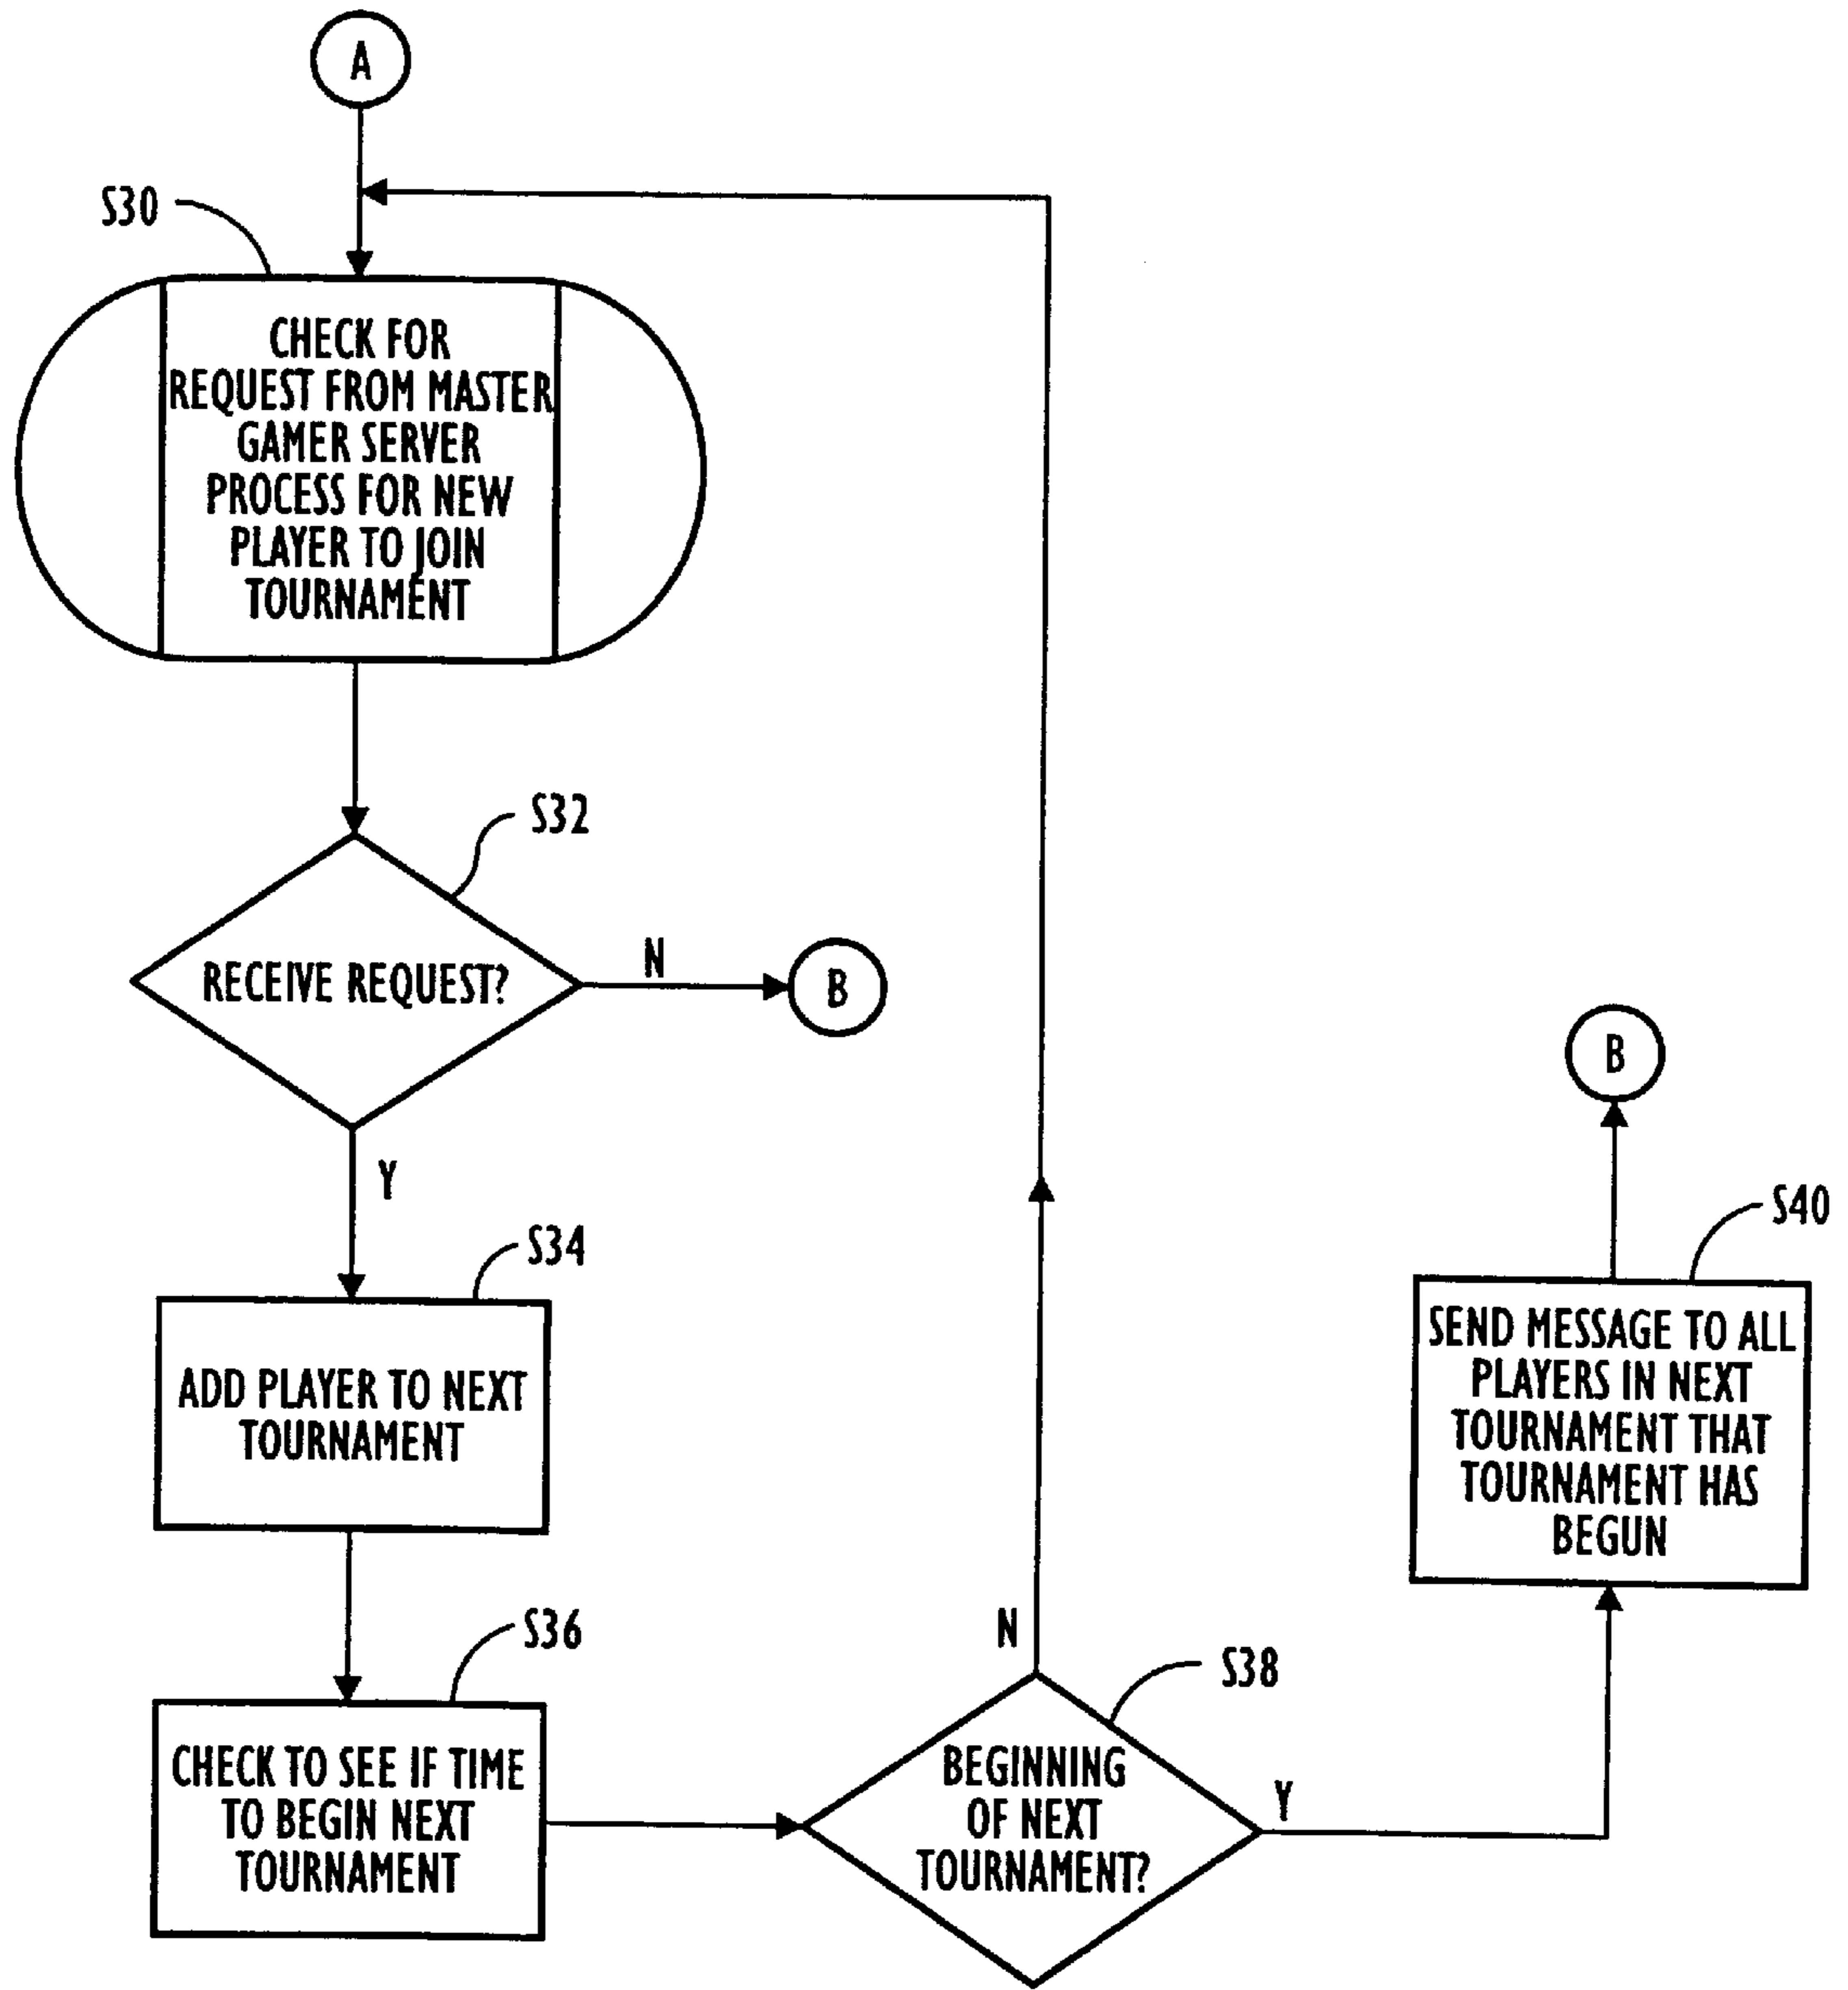 A
S30
CHECK FOR
REQUEST FROM MASTER
GAMER SERVER
PROCESS FOR NEW
PLAYER TO JOIN
TOURNAMENT
S32
RECEIVE REQUEST?
N
B
Y
S34
ADD PLAYER TO NEXT
TOURNAMENT
S36
CHECK TO SEE IF TIME
TO BEGIN NEXT
TOURNAMENT
N
S38
BEGINNING
OF NEXT
TOURNAMENT?
Y
B
S40
SEND MESSAGE TO ALL
PLAYERS IN NEXT
TOURNAMENT THAT
TOURNAMENT HAS
BEGUN